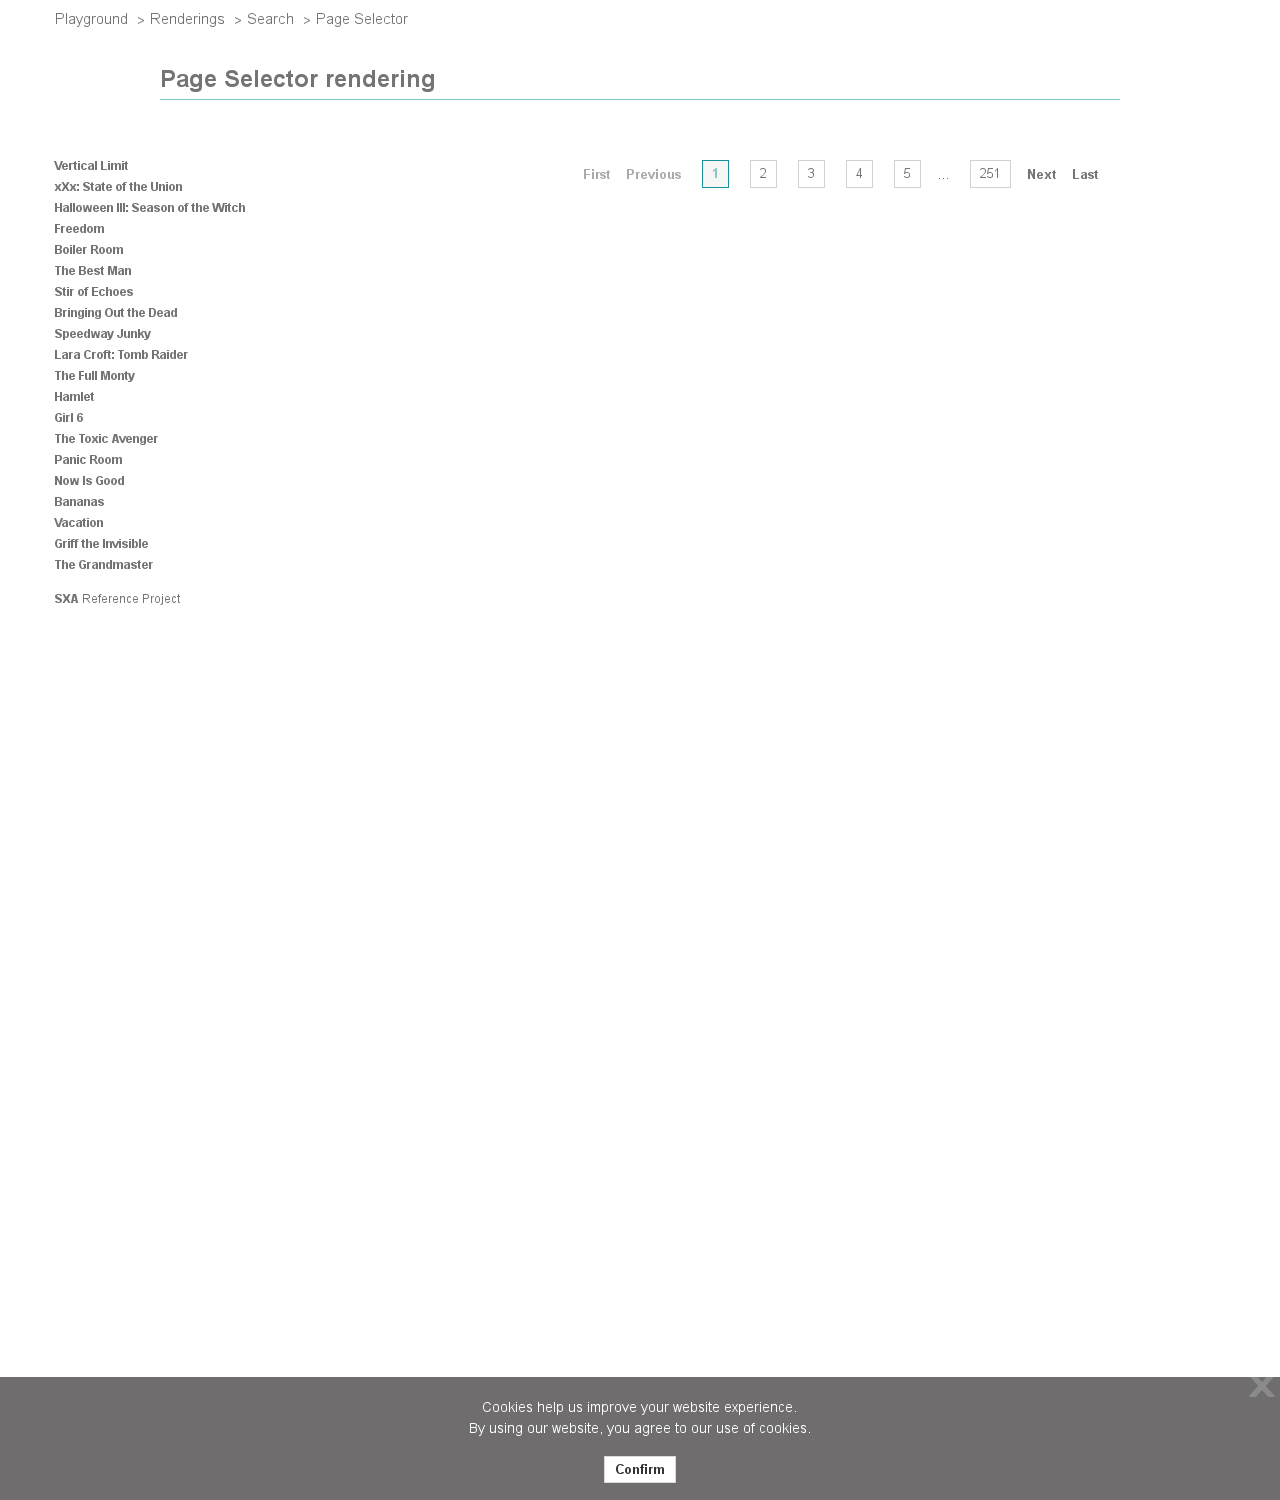 Playground > Renderings > Search > Page Selector
Page Selector rendering
Vertical Limit
xXx: State of the Union
Halloween III: Season of the Witch
Freedom
Boiler Room
The Best Man
Stir of Echoes
Bringing Out the Dead
Speedway Junky
Lara Croft: Tomb Raider
The Full Monty
Hamlet
Girl 6
The Toxic Avenger
Panic Room
Now Is Good
Bananas
Vacation
Griff the Invisible
The Grandmaster
First Previous 1 2 3 4 5 ... 251 Next Last
SXA Reference Project
X
Cookies help us improve your website experience.
By using our website, you agree to our use of cookies.
Confirm